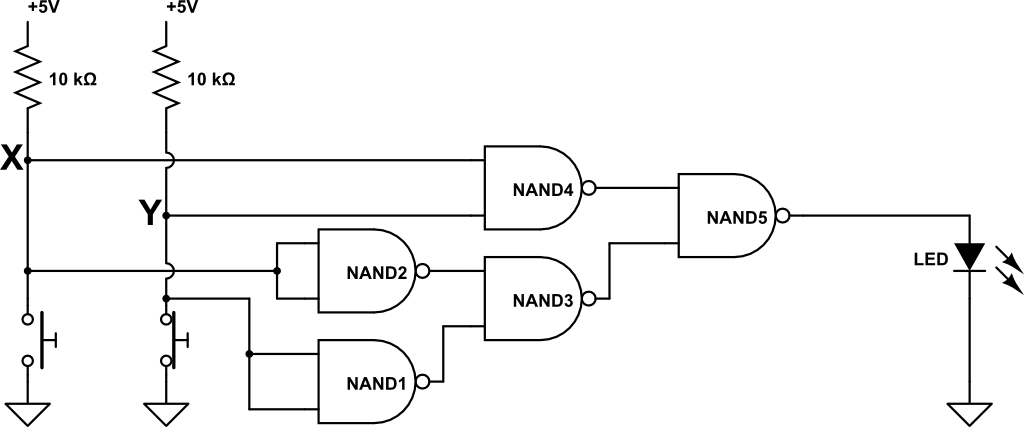 +5V
+5V
10 kΩ
10 kΩ
X
Y
NAND4
NAND5
NAND2
NAND3
NAND1
LED